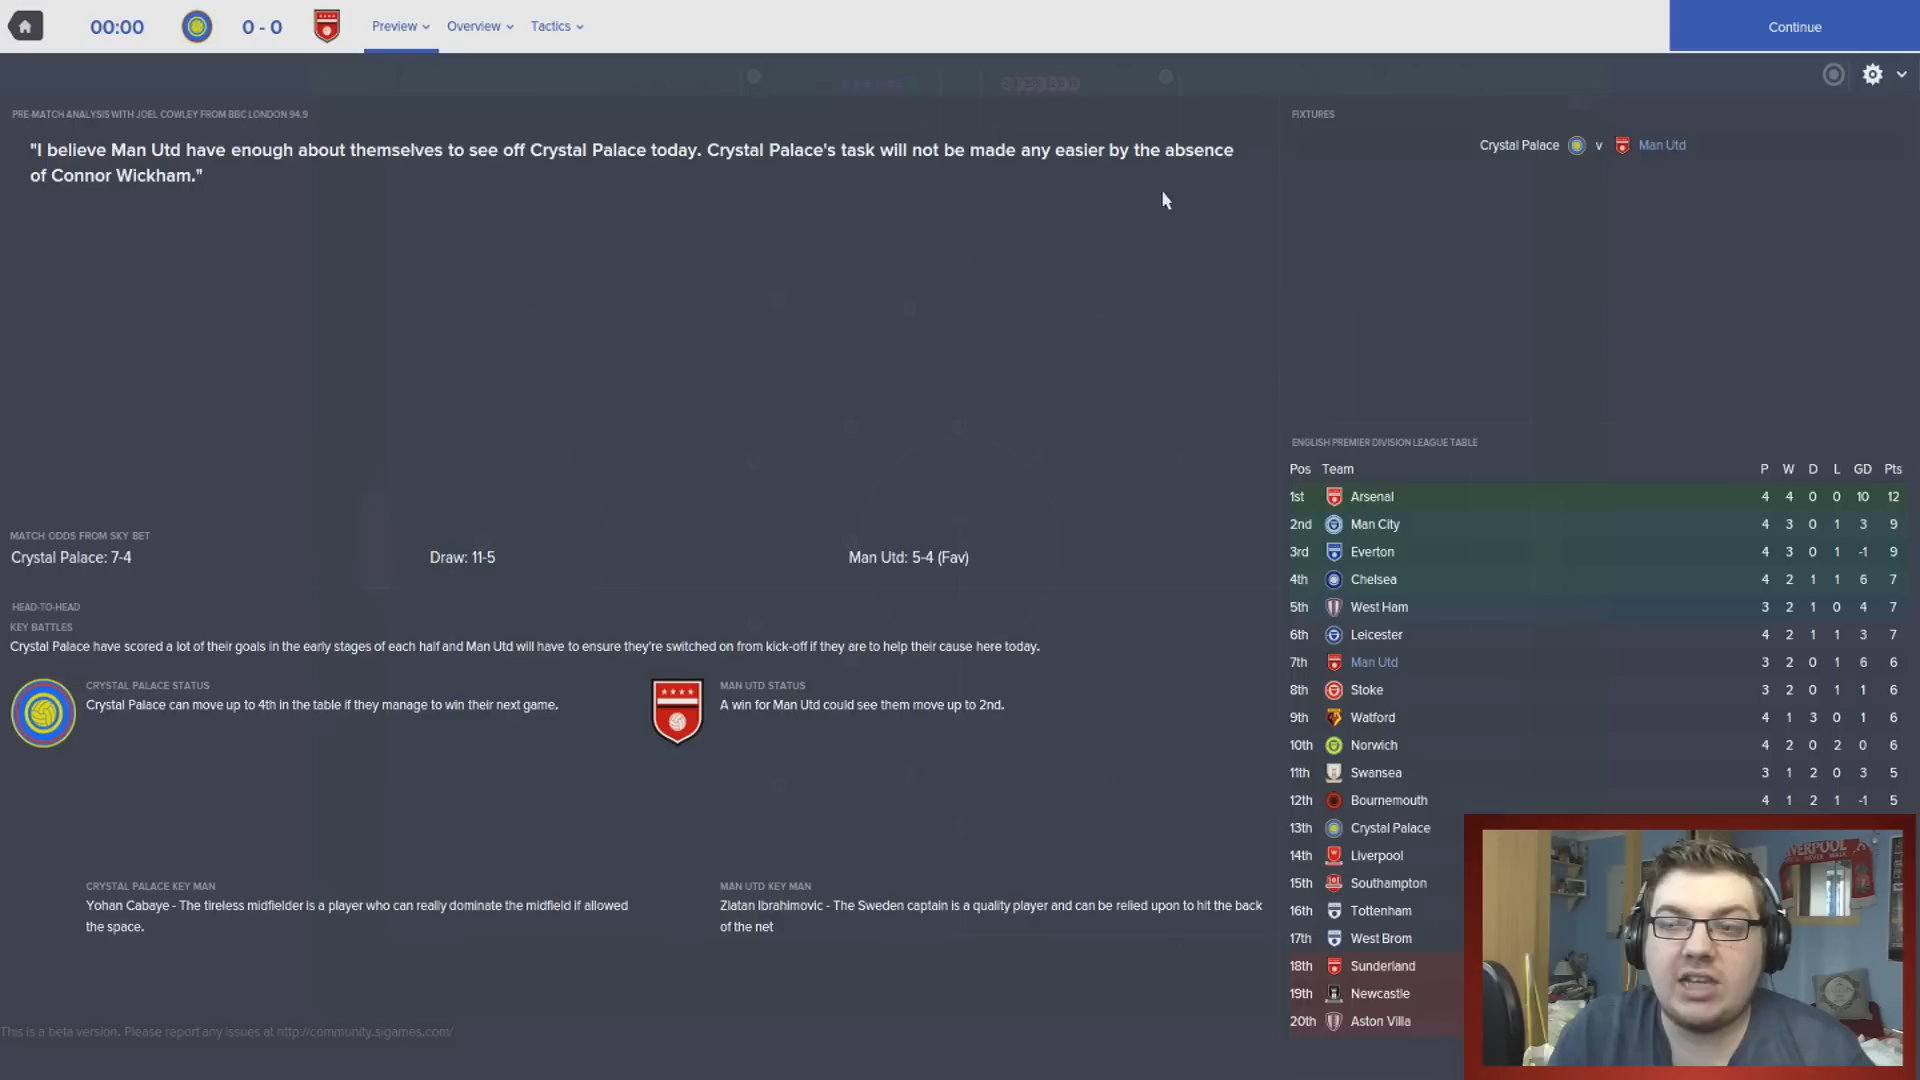 00:00
0 - 0
Preview
Overview
Tactics
Continue
PRE-MATCH ANALYSIS WITH JOEL COWLEY FROM BBC LONDON 94.9
"I believe Man Utd have enough about themselves to see off Crystal Palace today. Crystal Palace's task will not be made any easier by the absence
of Connor Wickham."
FIXTURES
Crystal Palace v Man Utd
MATCH ODDS FROM SKY BET
Crystal Palace: 7-4
Draw: 11-5
Man Utd: 5-4 (Fav)
HEAD-TO-HEAD
KEY BATTLES
Crystal Palace have scored a lot of their goals in the early stages of each half and Man Utd will have to ensure they're switched on from kick-off if they are to help their cause here today.
CRYSTAL PALACE STATUS
Crystal Palace can move up to 4th in the table if they manage to win their next game.
MAN UTD STATUS
A win for Man Utd could see them move up to 2nd.
CRYSTAL PALACE KEY MAN
Yohan Cabaye - The tireless midfielder is a player who can really dominate the midfield if allowed
the space.
MAN UTD KEY MAN
Zlatan Ibrahimovic - The Sweden captain is a quality player and can be relied upon to hit the back
of the net
This is a beta version. Please report any issues at http://community.sigames.com/
ENGLISH PREMIER DIVISION LEAGUE TABLE
Pos Team P W D L GD Pts
1st Arsenal 4 4 0 0 10 12
2nd Man City 4 3 0 1 3 9
3rd Everton 4 3 0 1 -1 9
4th Chelsea 4 2 1 1 6 7
5th West Ham 3 2 1 0 4 7
6th Leicester 4 2 1 1 3 7
7th Man Utd 3 2 0 1 6 6
8th Stoke 3 2 0 1 1 6
9th Watford 4 1 3 0 1 6
10th Norwich 4 2 0 2 0 6
11th Swansea 3 1 2 0 3 5
12th Bournemouth 4 1 2 1 -1 5
13th Crystal Palace
14th Liverpool
15th Southampton
16th Tottenham
17th West Brom
18th Sunderland
19th Newcastle
20th Aston Villa